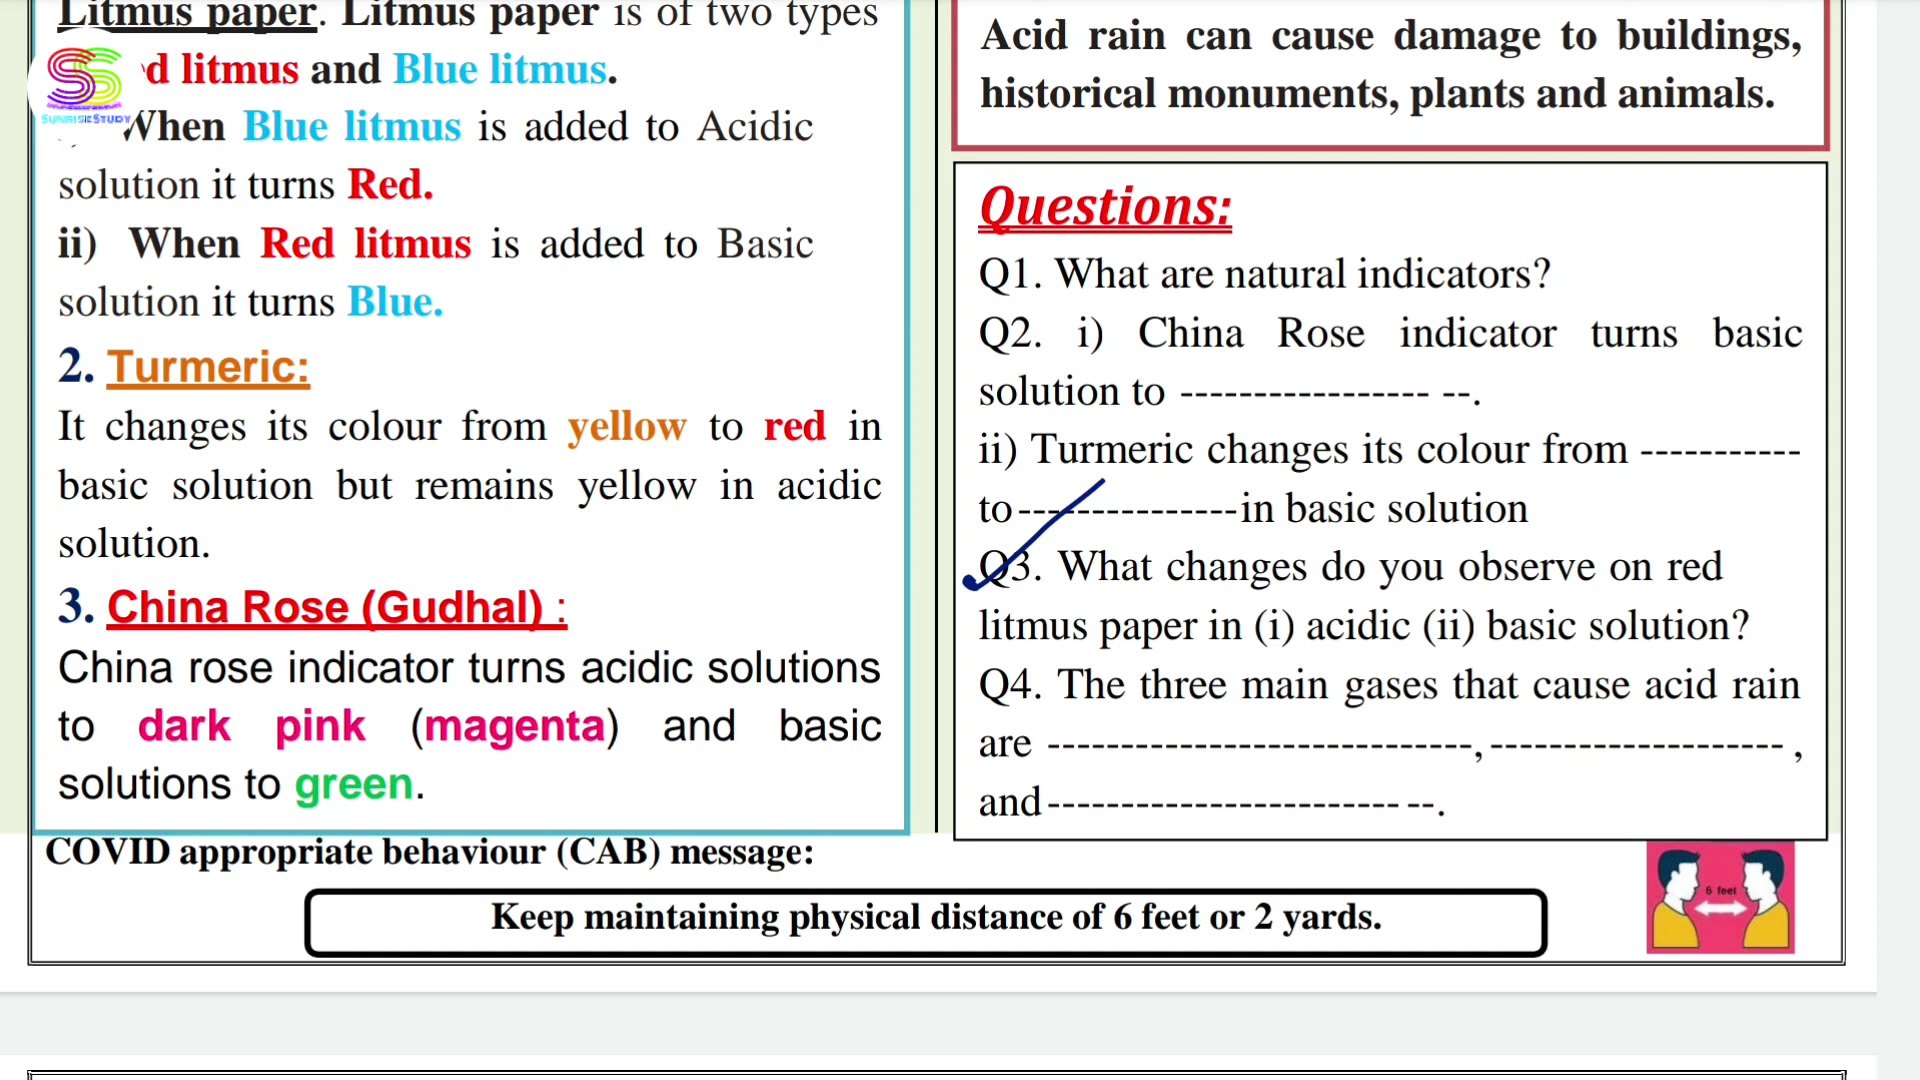 Litmus paper. Litmus paper is of two types
d litmus and Blue litmus.
SUNRISE STUDY
When Blue litmus is added to Acidic
solution it turns Red.
ii) When Red litmus is added to Basic
solution it turns Blue.
2. Turmeric:
It changes its colour from yellow to red in
basic solution but remains yellow in acidic
solution.
3. China Rose (Gudhal) :
China rose indicator turns acidic solutions
to dark pink (magenta) and basic
solutions to green.
Acid rain can cause damage to buildings,
historical monuments, plants and animals.
Questions:
Q1. What are natural indicators?
Q2. i) China Rose indicator turns basic
solution to ----------------- --.
ii) Turmeric changes its colour from -----------
to---------------in basic solution
Q3. What changes do you observe on red
litmus paper in (i) acidic (ii) basic solution?
Q4. The three main gases that cause acid rain
are -----------------------------, -------------------- ,
and------------------------ --.
COVID appropriate behaviour (CAB) message:
Keep maintaining physical distance of 6 feet or 2 yards.
6 feet